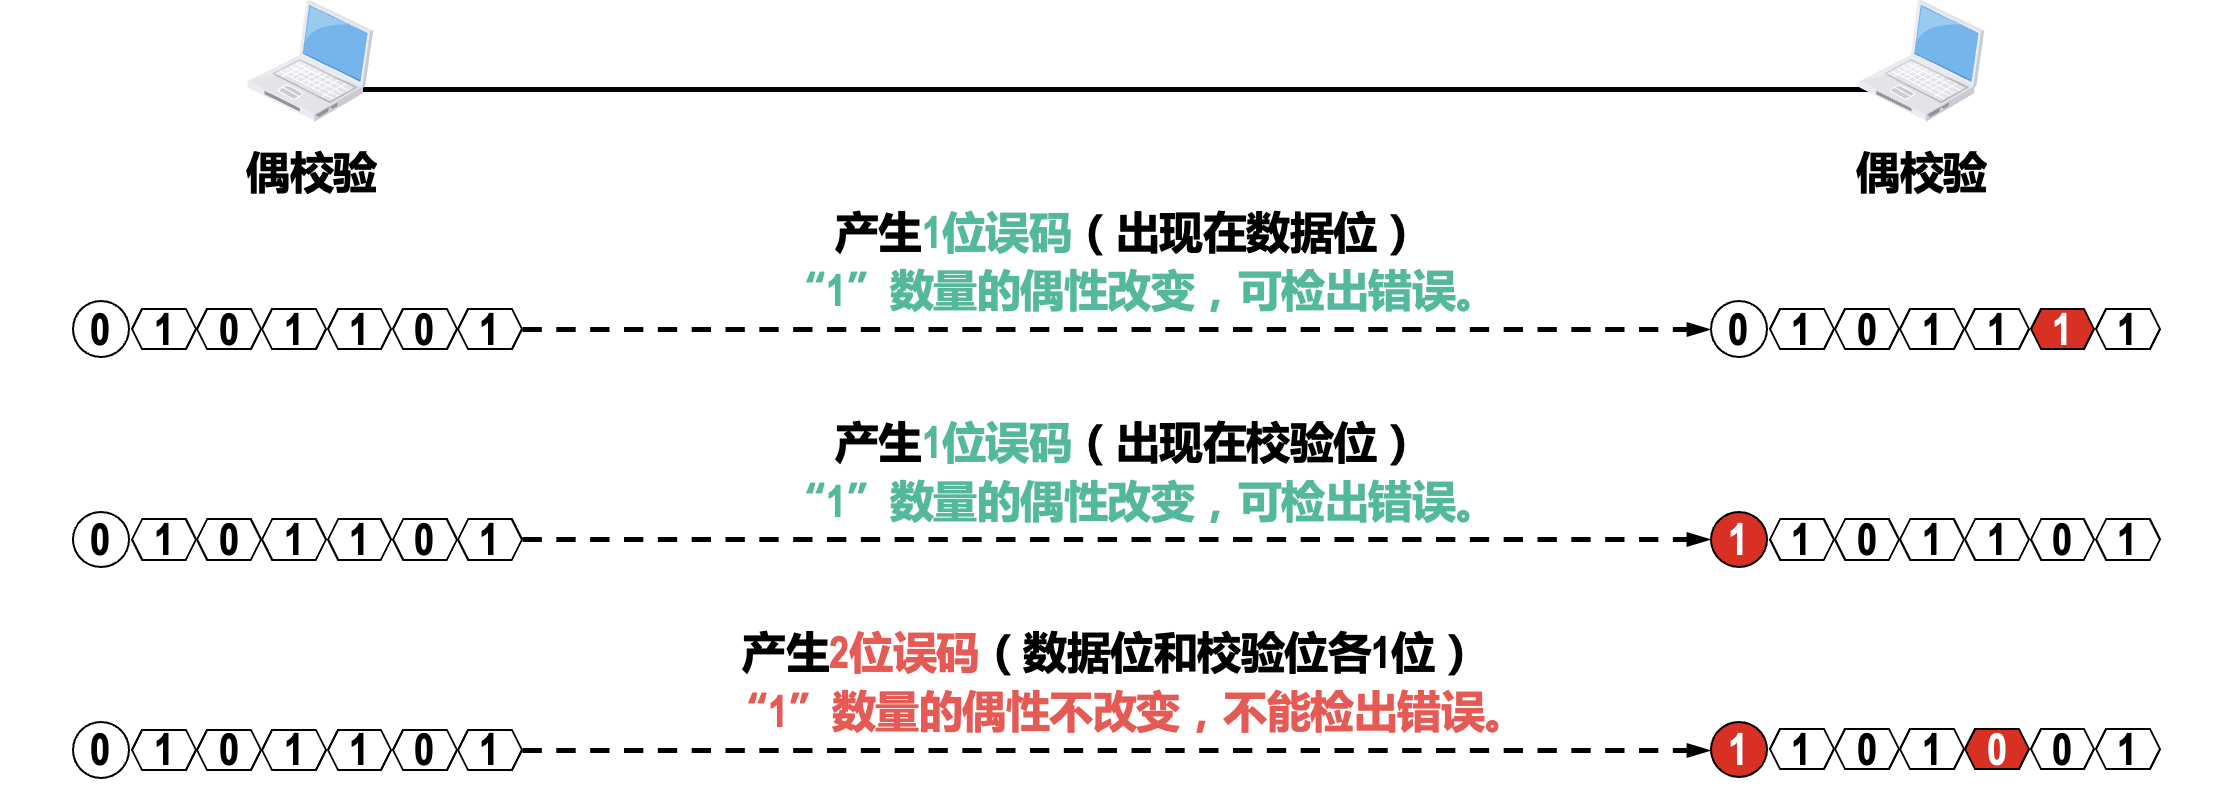 偶校验
偶校验
产生1位误码（出现在数据位）
“1”数量的偶性改变，可检出错误。
0 1 0 1 1 0 1
0 1 0 1 1 1 1
产生1位误码（出现在校验位）
“1”数量的偶性改变，可检出错误。
0 1 0 1 1 0 1
1 1 0 1 1 0 1
产生2位误码（数据位和校验位各1位）
“1”数量的偶性不改变，不能检出错误。
0 1 0 1 1 0 1
1 1 0 1 0 0 1